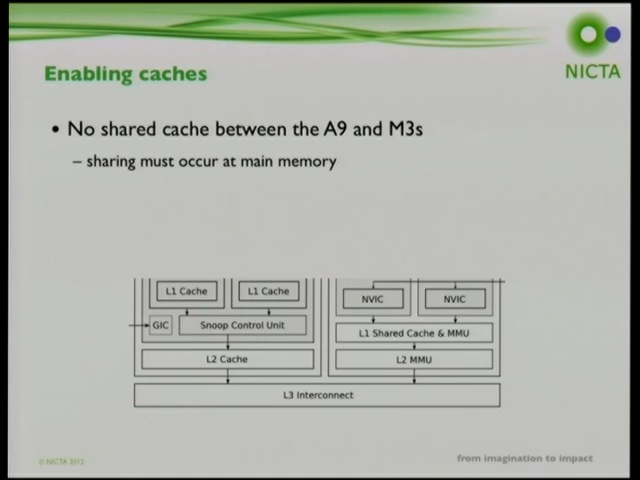 NICTA
Enabling caches
• No shared cache between the A9 and M3s
– sharing must occur at main memory
L1 Cache
L1 Cache
NVIC
NVIC
GIC
Snoop Control Unit
L1 Shared Cache & MMU
L2 Cache
L2 MMU
L3 Interconnect
© NICTA 2012
from imagination to impact